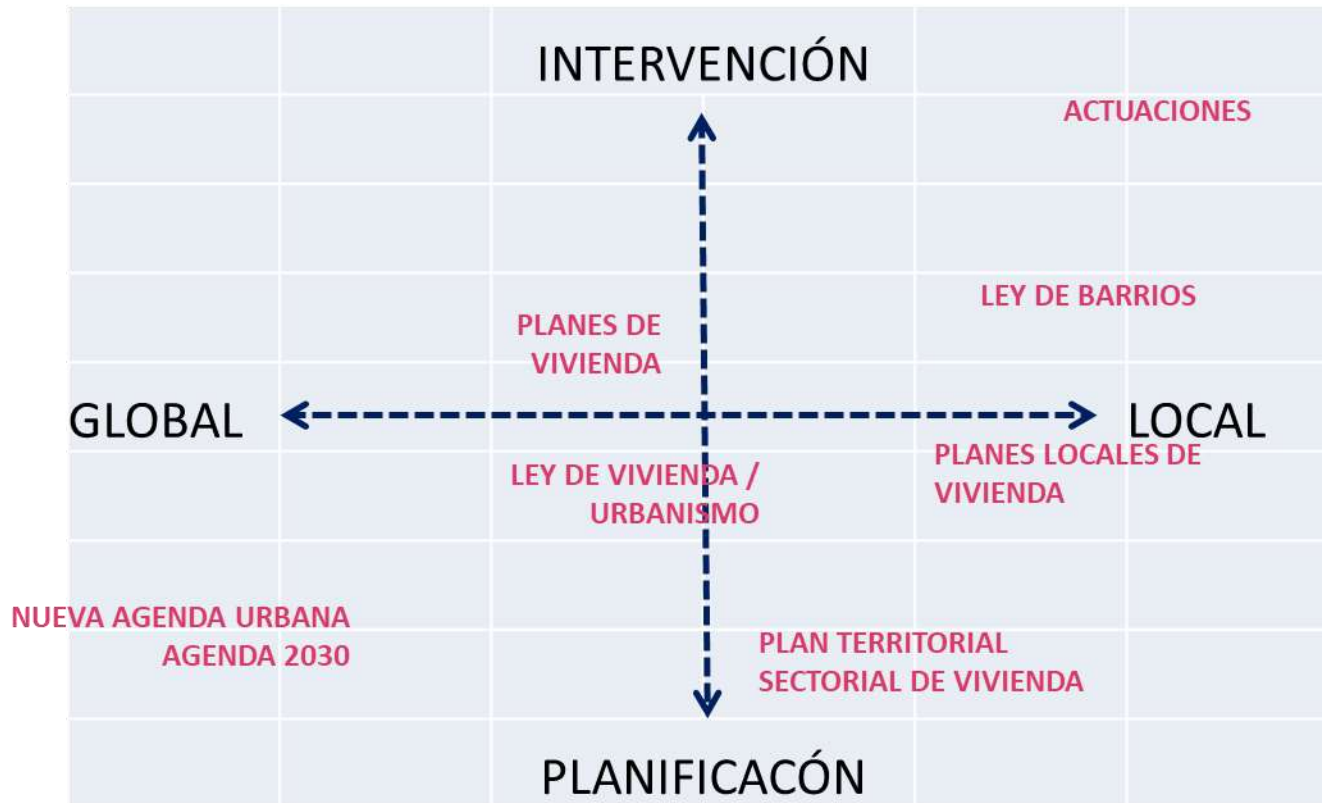 INTERVENCIÓN
ACTUACIONES
LEY DE BARRIOS
PLANES DE
VIVIENDA
GLOBAL
LOCAL
PLANES LOCALES DE
VIVIENDA
LEY DE VIVIENDA /
URBANISMO
NUEVA AGENDA URBANA
AGENDA 2030
PLAN TERRITORIAL
SECTORIAL DE VIVIENDA
PLANIFICACÓN